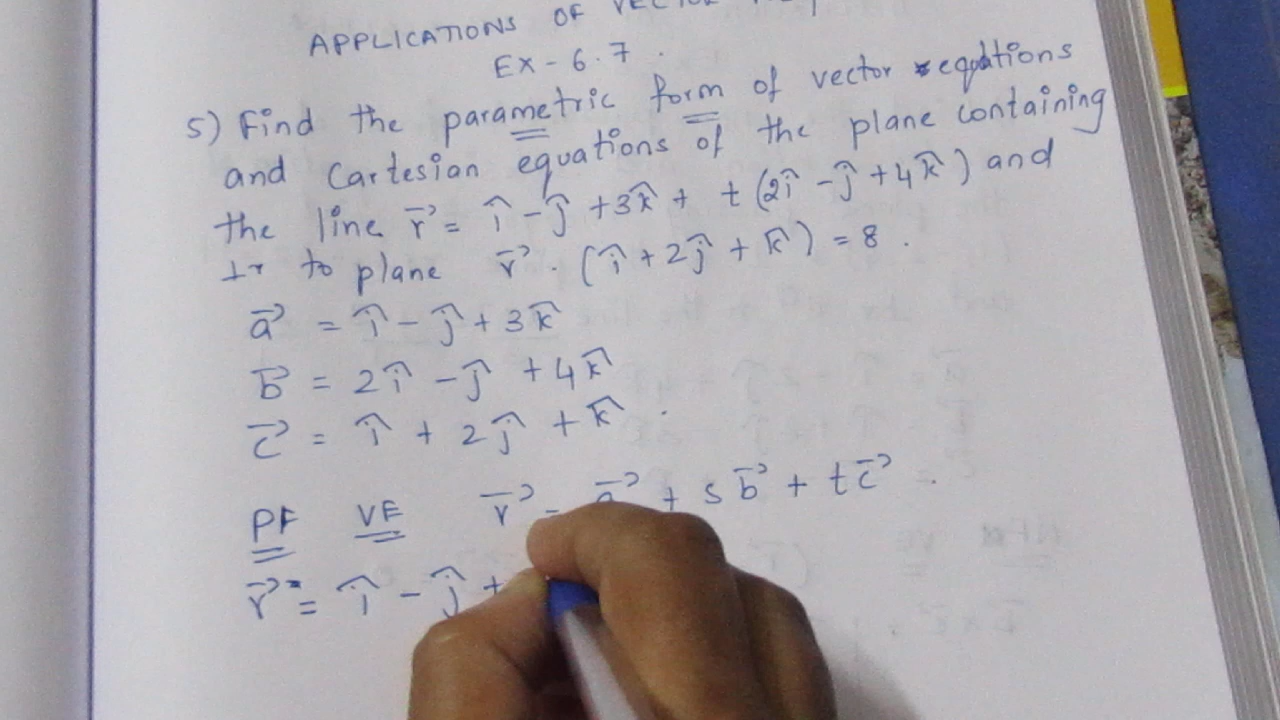 APPLICATIONS OF VECTOR
EX - 6.7.
5) Find the parametric form of vector equations
and Cartesian equations of the plane containing
the line r⃗ = î - ĵ + 3k̂ + t (2î - ĵ + 4k̂) and
⊥r to plane r⃗ . (î + 2ĵ + k̂) = 8 .
a⃗ = î - ĵ + 3k̂
b⃗ = 2î - ĵ + 4k̂
c⃗ = î + 2ĵ + k̂ .
PF VE r⃗ = a⃗ + s b⃗ + t c⃗ .
r⃗ = î - ĵ +